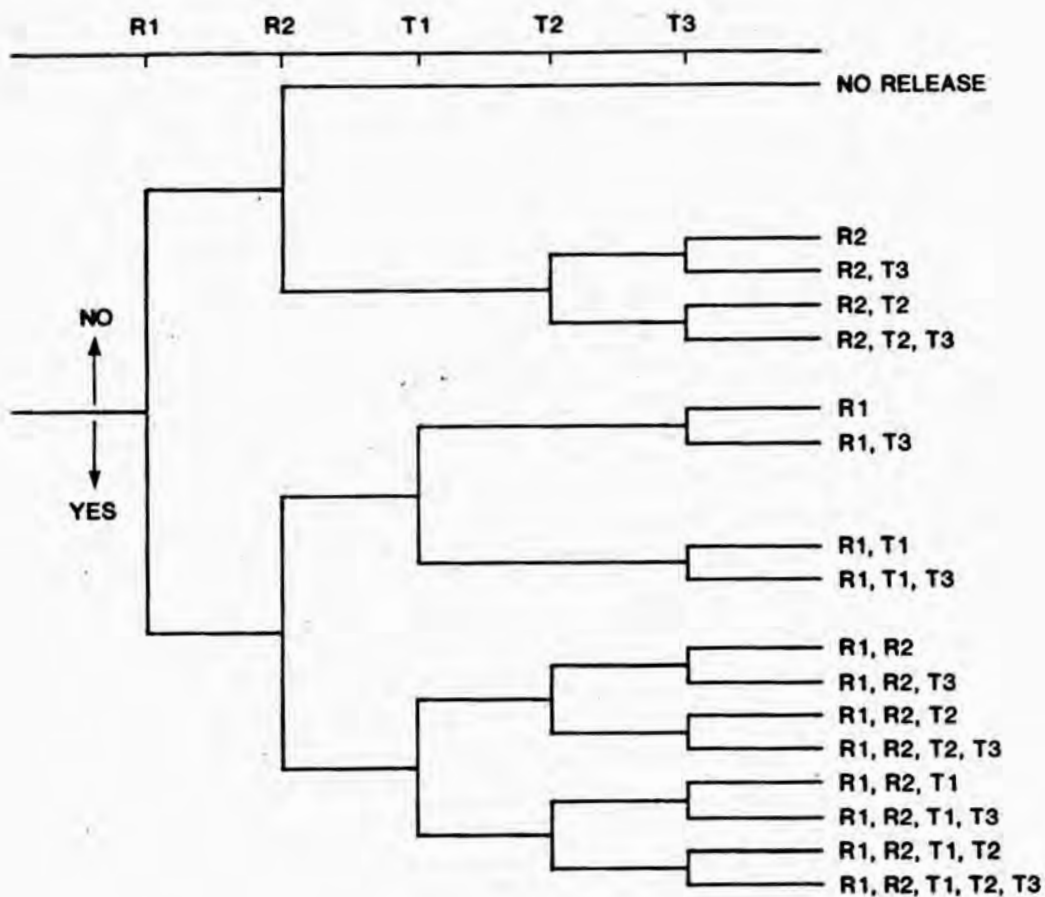 R1 R2 T1 T2 T3
NO RELEASE
R2
R2, T3
R2, T2
R2, T2, T3
NO
YES
R1
R1, T3
R1, T1
R1, T1, T3
R1, R2
R1, R2, T3
R1, R2, T2
R1, R2, T2, T3
R1, R2, T1
R1, R2, T1, T3
R1, R2, T1, T2
R1, R2, T1, T2, T3